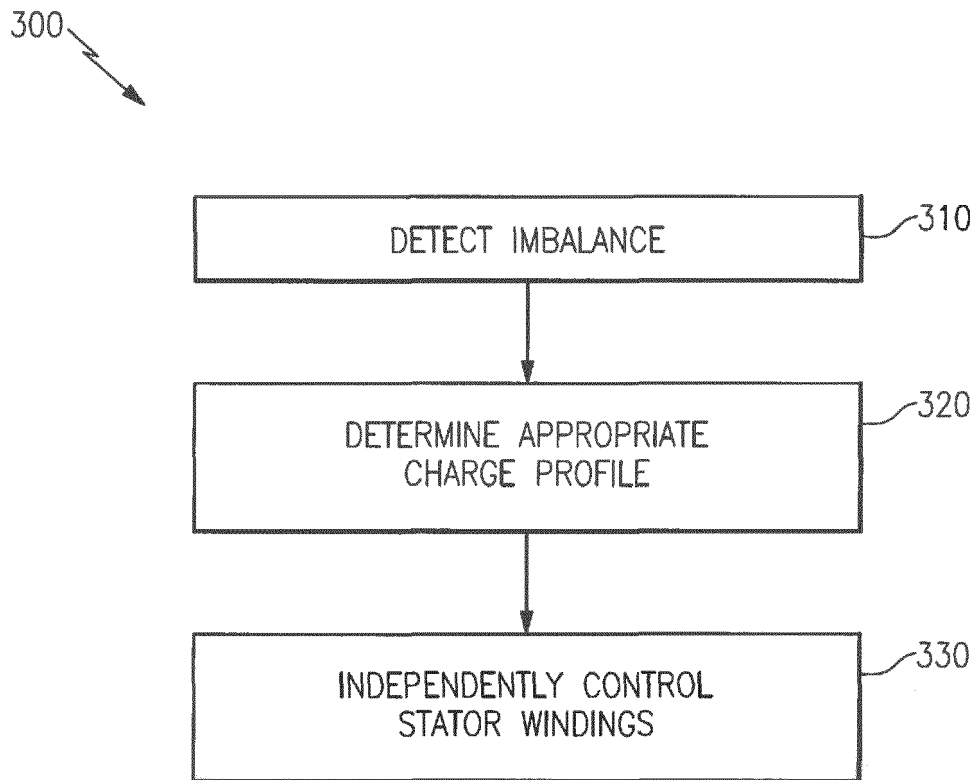 300
DETECT IMBALANCE
310
DETERMINE APPROPRIATE
CHARGE PROFILE
320
INDEPENDENTLY CONTROL
STATOR WINDINGS
330